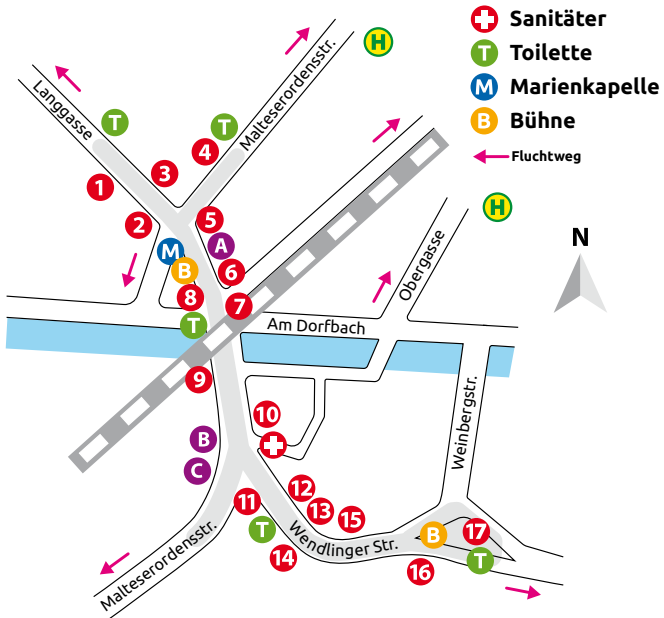 Sanitäter
T Toilette
M Marienkapelle
B Bühne
Fluchtweg
H
Malteserordensstr.
Langgasse
T
T
4
3
1
2
5
A
M
B
6
8
7
T
H
N
Obergasse
Am Dorfbach
9
Weinbergstr.
10
B
C
12
11
13
15
T
14
Wendlinger Str.
B
17
T
16
Malteserordensstr.